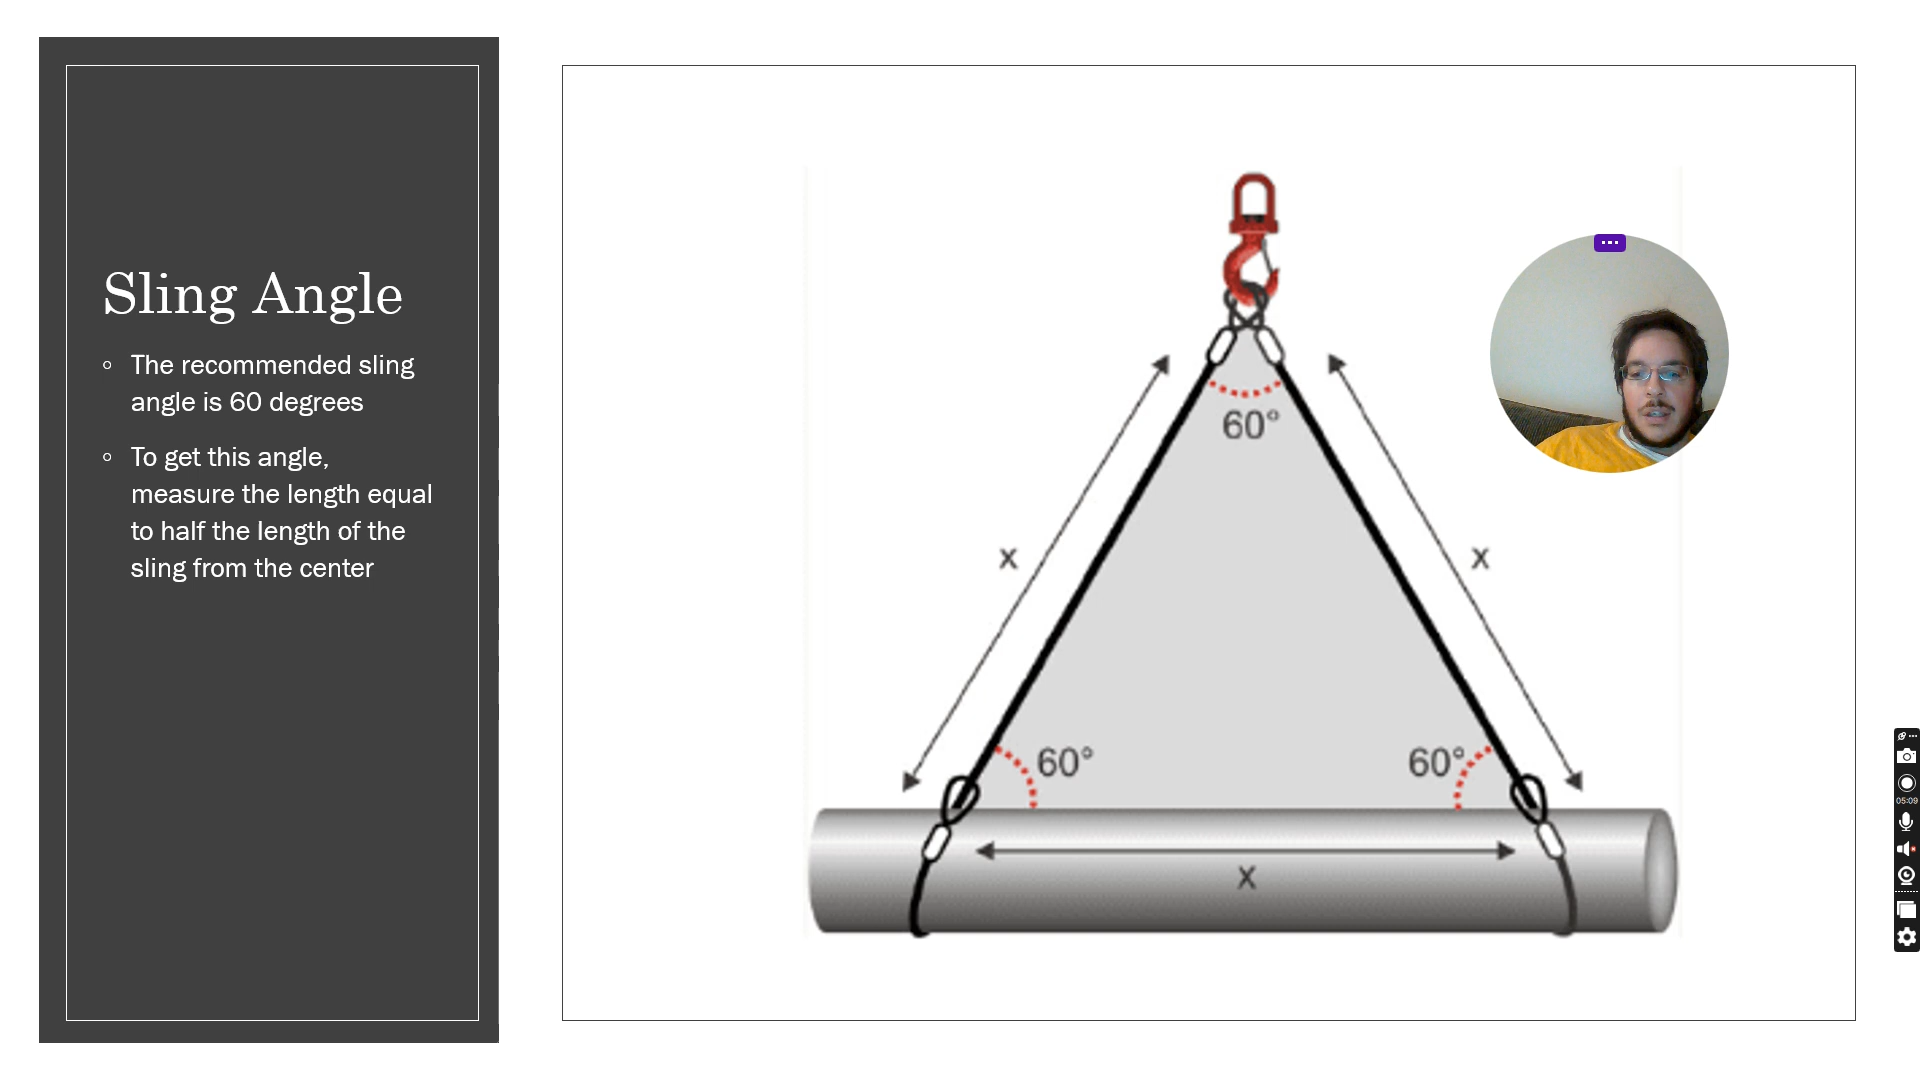 Sling Angle
The recommended sling
angle is 60 degrees
To get this angle,
measure the length equal
to half the length of the
sling from the center
60°
x
x
60°
60°
x
05:09